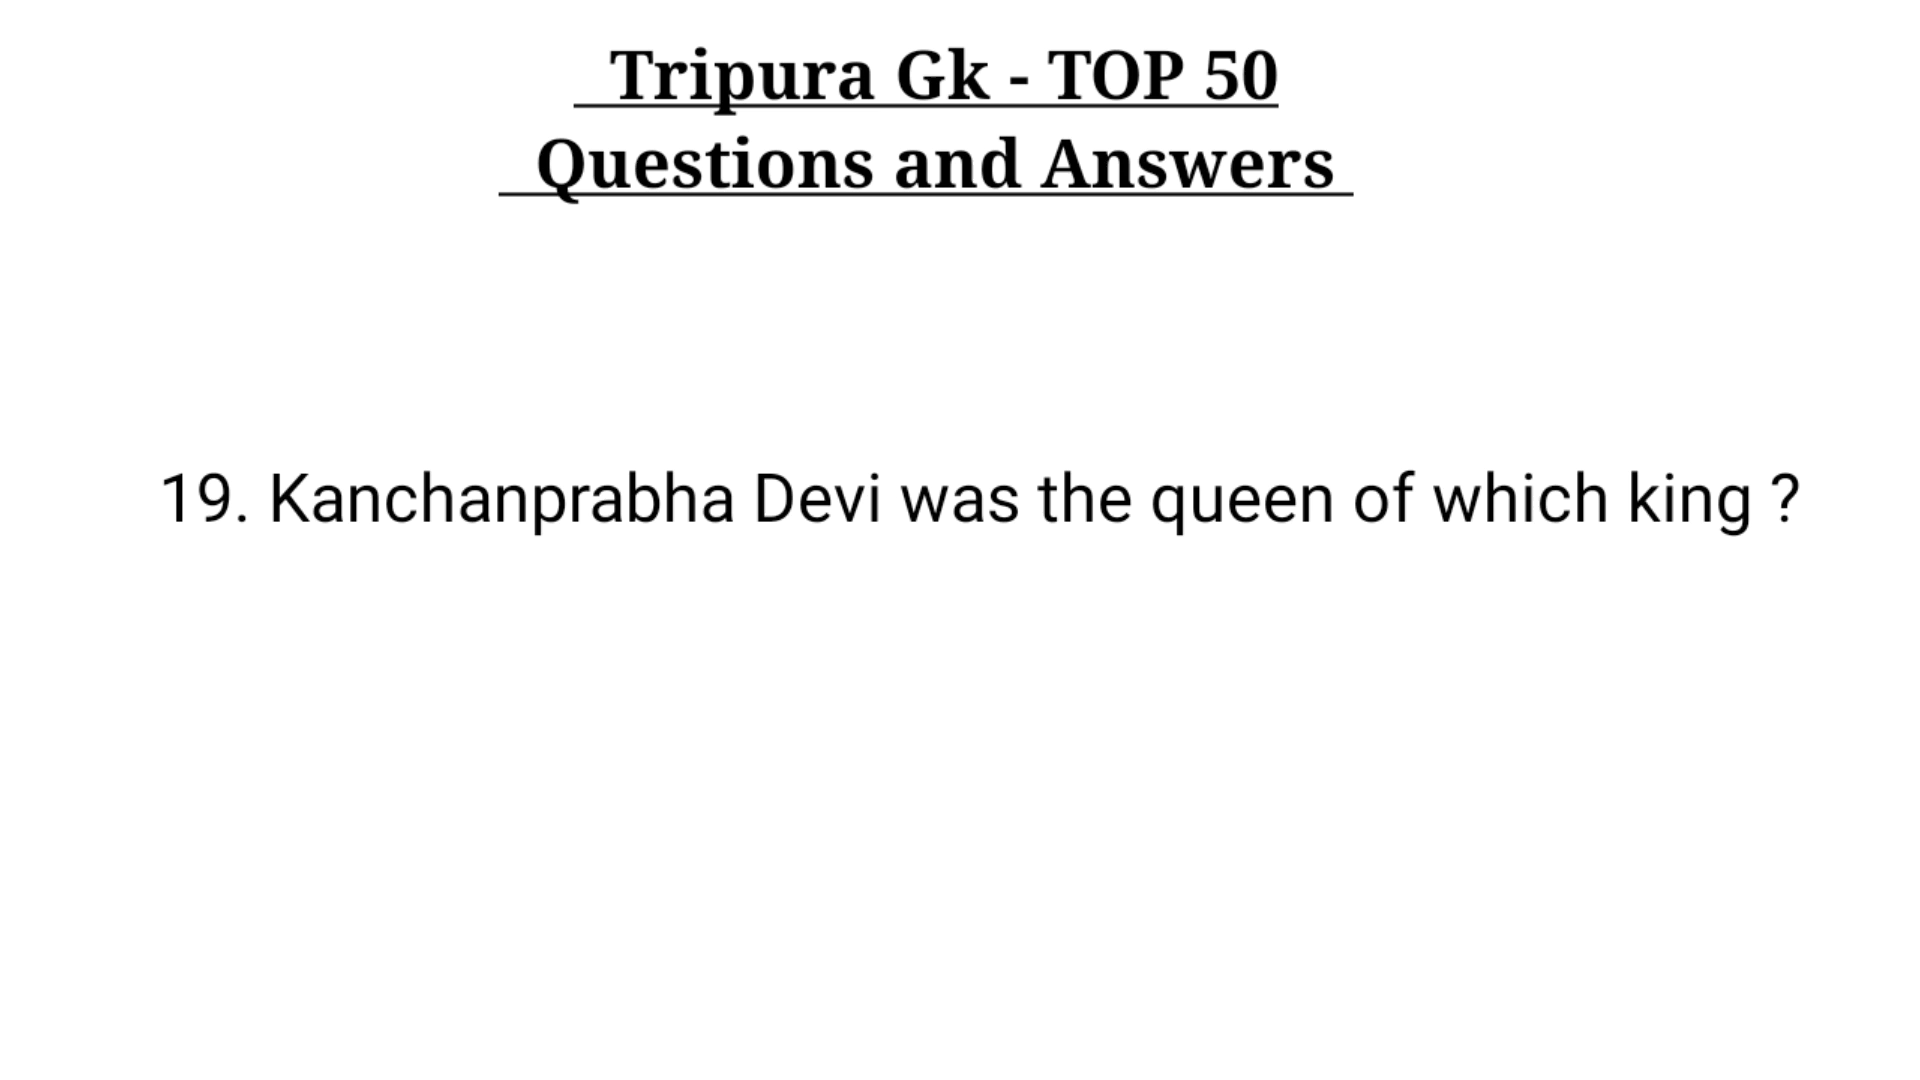 Tripura Gk - TOP 50
Questions and Answers
19. Kanchanprabha Devi was the queen of which king ?